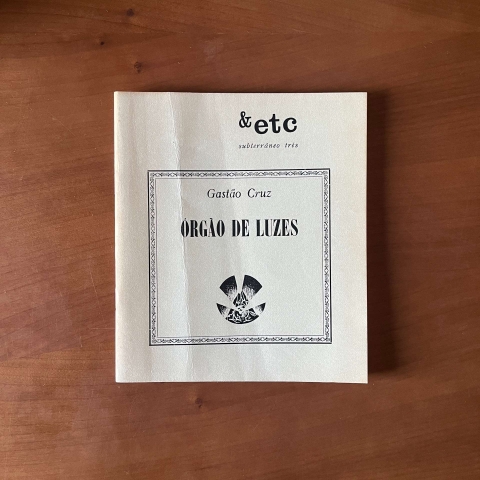 & etc
subterrâneo três
Gastão Cruz
ÓRGÃO DE LUZES